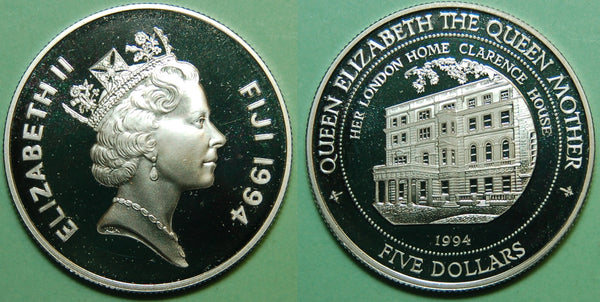 ELIZABETH II
FIJI 1994
QUEEN ELIZABETH THE QUEEN MOTHER
HER LONDON HOME CLARENCE HOUSE
1994
FIVE DOLLARS